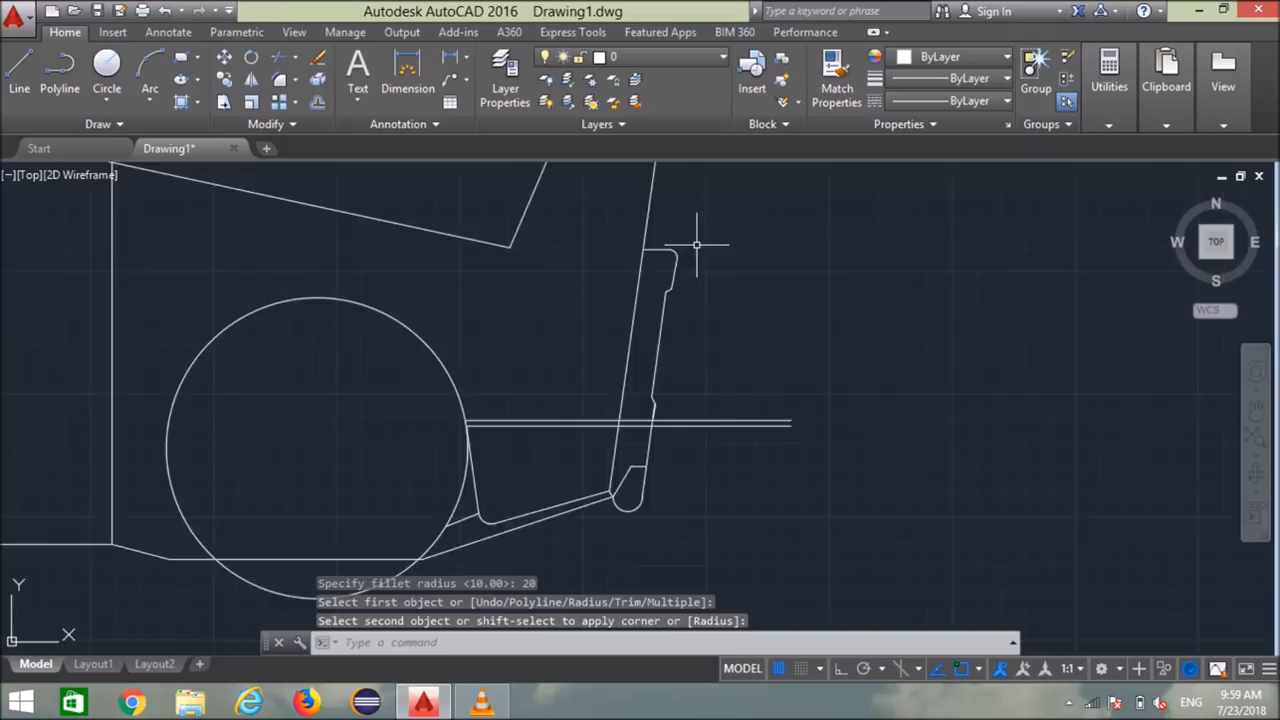 Autodesk AutoCAD 2016 Drawing1.dwg
Type a keyword or phrase
Sign In
Home Insert Annotate Parametric View Manage Output Add-ins A360 Express Tools Featured Apps BIM 360 Performance
Line Polyline Circle Arc
Text Dimension
Layer Properties
0
Insert
Match Properties
ByLayer
ByLayer
ByLayer
Group
Utilities
Clipboard
View
Draw Modify Annotation Layers Block Properties Groups
Start Drawing1*
[−][Top][2D Wireframe]
N
W TOP E
S
WCS
Y
X
Specify fillet radius <10.00>: 20
Select first object or [Undo/Polyline/Radius/Trim/Multiple]:
Select second object or shift-select to apply corner or [Radius]:
Type a command
Model Layout1 Layout2
MODEL 1:1
ENG
9:59 AM
7/23/2018